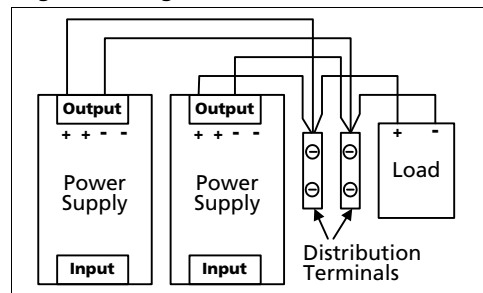 Output
+ + - -
Power
Supply
Input
Output
+ + - -
Power
Supply
Input
+ -
Load
Distribution
Terminals